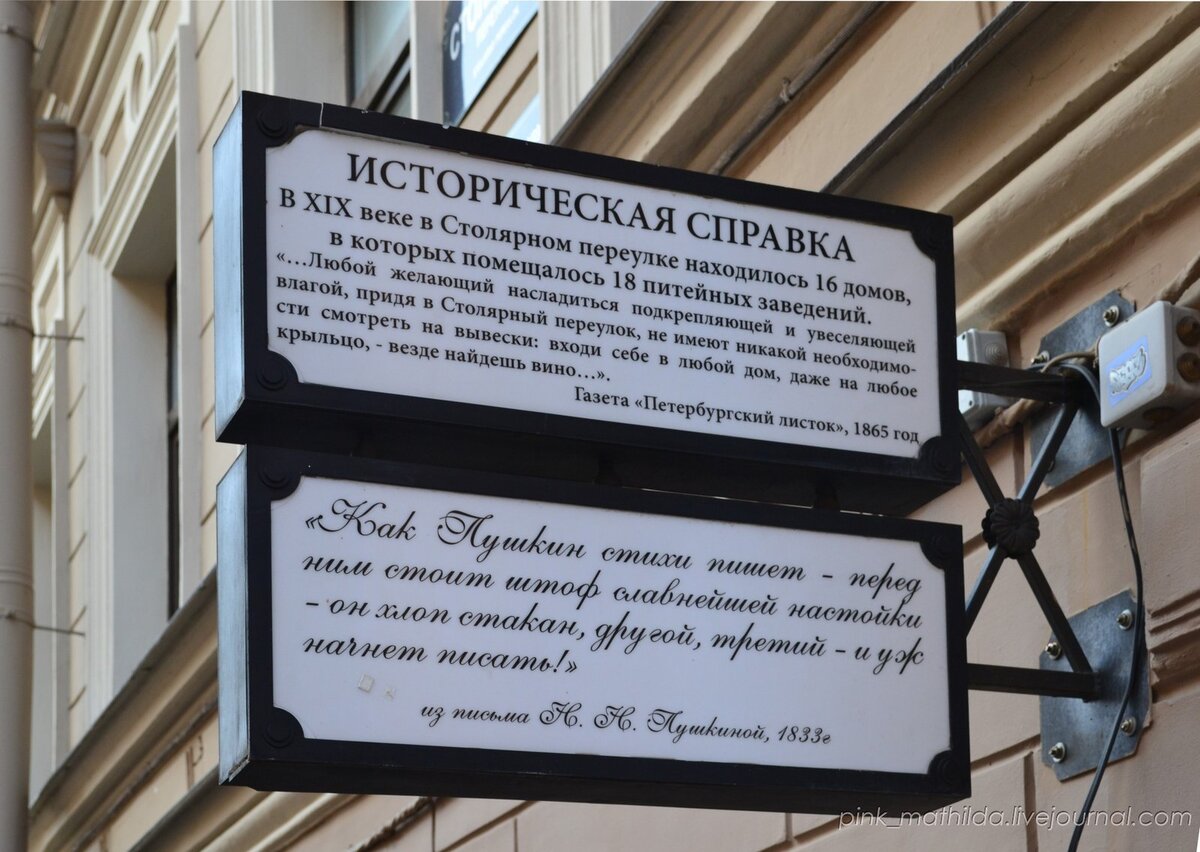 ИСТОРИЧЕСКАЯ СПРАВКА
В XIX веке в Столярном переулке находилось 16 домов,
в которых помещалось 18 питейных заведений.
«...Любой желающий насладиться подкрепляющей и увеселяющей
влагой, придя в Столярный переулок, не имеют никакой необходимо-
сти смотреть на вывески: входи себе в любой дом, даже на любое
крыльцо, - везде найдешь вино...».
Газета «Петербургский листок», 1865 год
«Как Пушкин стихи пишет – перед
ним стоит штоф славнейшей настойки
– он хлоп стакан, другой, третий – и уж
начнет писать!»
из письма Н. Н. Пушкиной, 1833г
pink_mathilda.livejournal.com